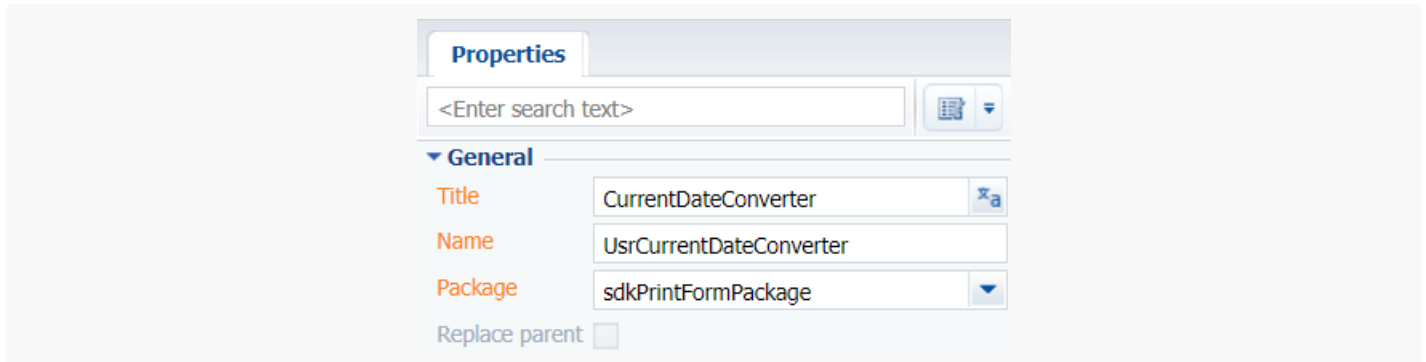 Properties
<Enter search text>
General
Title CurrentDateConverter
Name UsrCurrentDateConverter
Package sdkPrintFormPackage
Replace parent